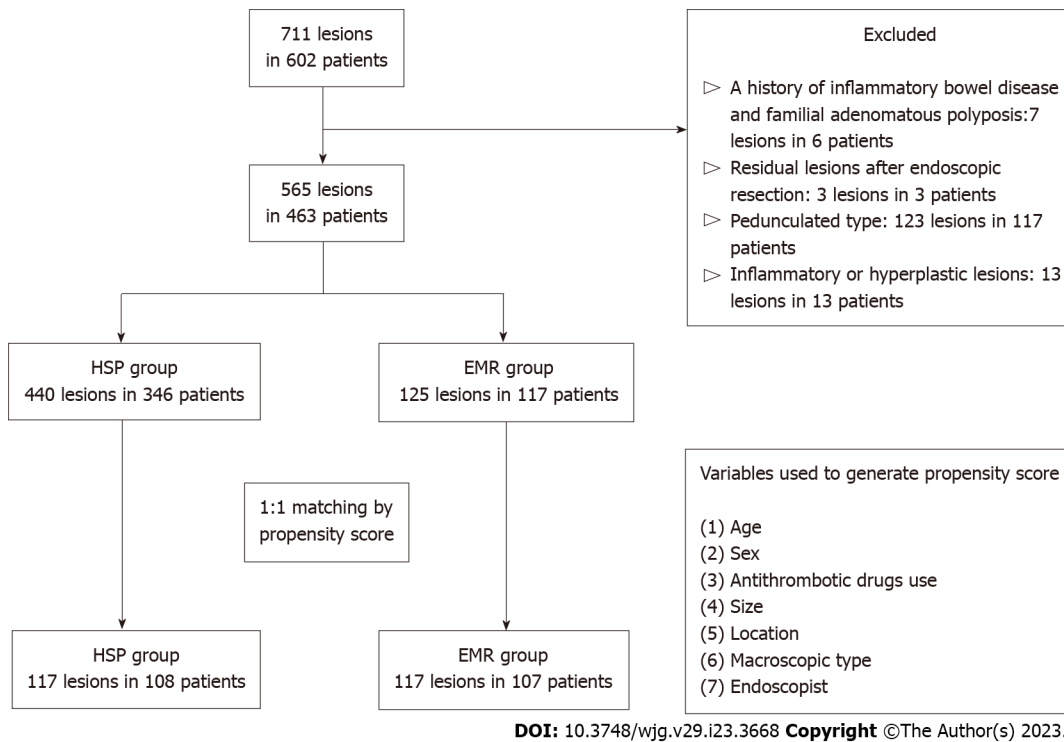 711 lesions
in 602 patients
Excluded
▷ A history of inflammatory bowel disease
and familial adenomatous polyposis:7
lesions in 6 patients
▷ Residual lesions after endoscopic
resection: 3 lesions in 3 patients
▷ Pedunculated type: 123 lesions in 117
patients
▷ Inflammatory or hyperplastic lesions: 13
lesions in 13 patients
565 lesions
in 463 patients
HSP group
440 lesions in 346 patients
EMR group
125 lesions in 117 patients
1:1 matching by
propensity score
Variables used to generate propensity score
(1) Age
(2) Sex
(3) Antithrombotic drugs use
(4) Size
(5) Location
(6) Macroscopic type
(7) Endoscopist
HSP group
117 lesions in 108 patients
EMR group
117 lesions in 107 patients
DOI: 10.3748/wjg.v29.i23.3668 Copyright ©The Author(s) 2023.